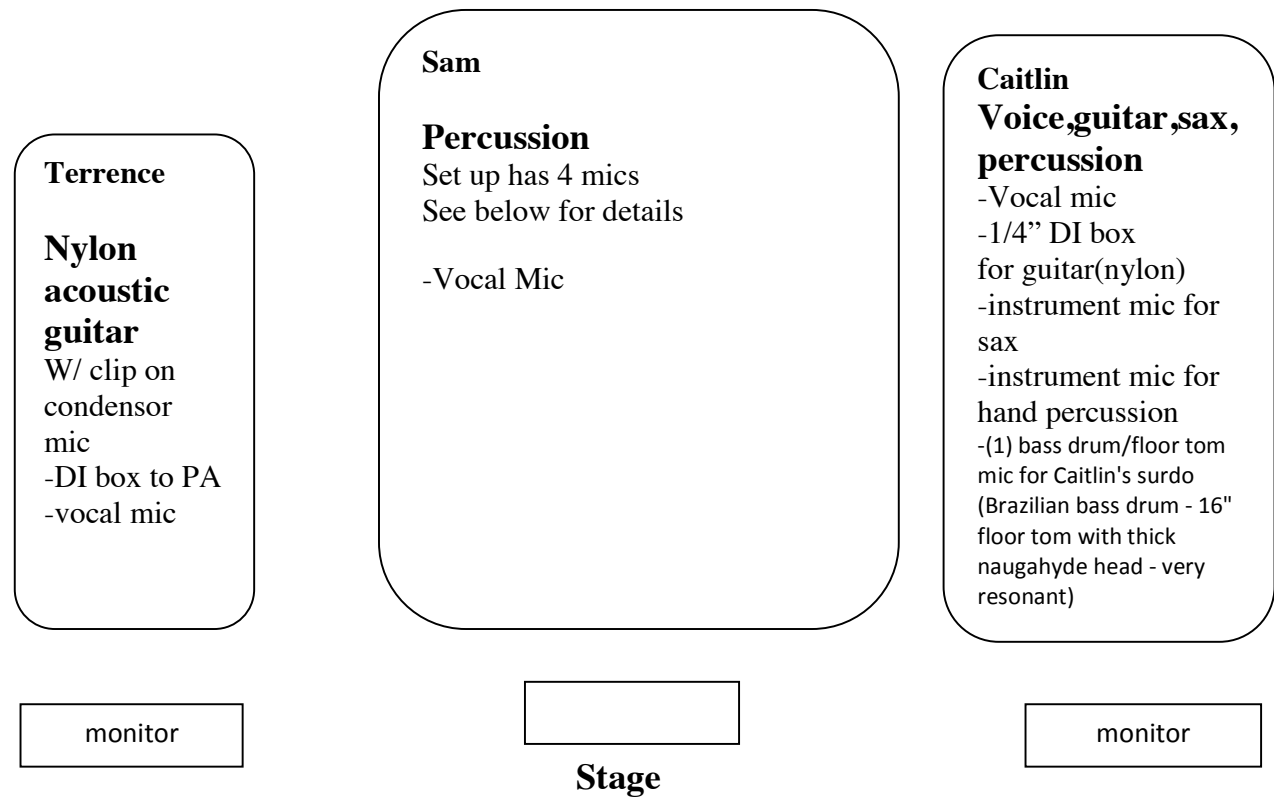 Terrence
Nylon
acoustic
guitar
W/ clip on
condensor
mic
-DI box to PA
-vocal mic
Sam
Percussion
Set up has 4 mics
See below for details
-Vocal Mic
Caitlin
Voice,guitar,sax,
percussion
-Vocal mic
-1/4” DI box
for guitar(nylon)
-instrument mic for
sax
-instrument mic for
hand percussion
-(1) bass drum/floor tom
mic for Caitlin's surdo
(Brazilian bass drum - 16"
floor tom with thick
naugahyde head - very
resonant)
monitor
monitor
Stage